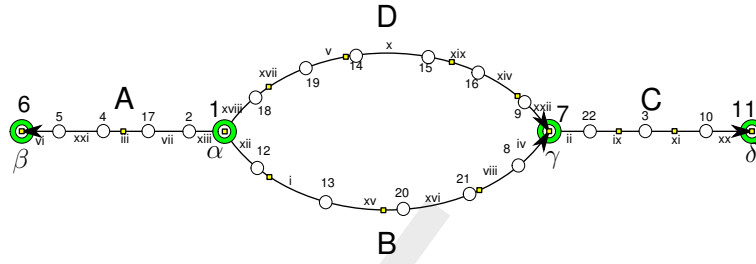 D
v
x
xix
xvii
14
15
xiv
19
16
A
xviii
18
9
xxii
C
6
5
4
17
2
1
7
22
3
10
11
vi
xxi
iii
vii
xiii
xii
iv
ii
ix
xi
xx
β
α
12
8
γ
δ
i
viii
13
21
xv
20
xvi
B